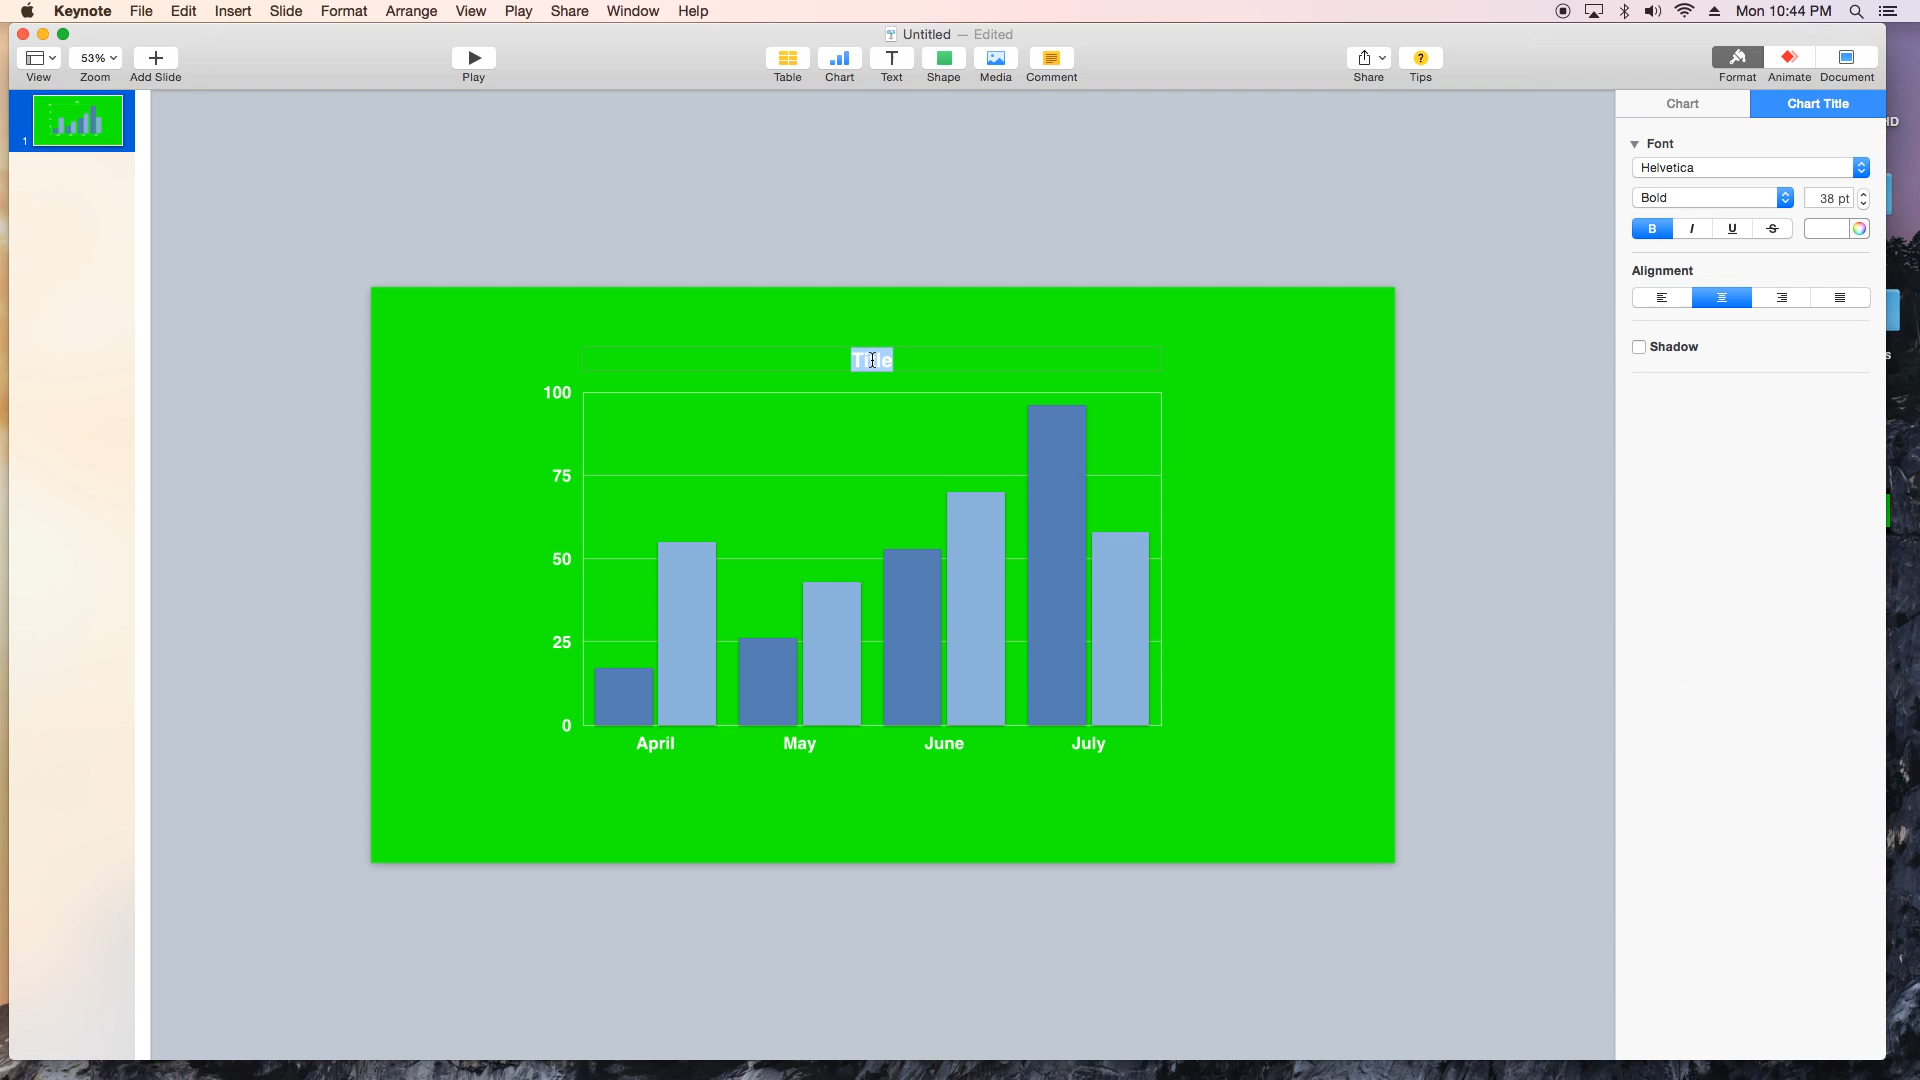 Keynote File Edit Insert Slide Format Arrange View Play Share Window Help Mon 10:44 PM
Untitled — Edited
53%
View Zoom Add Slide Play Table Chart Text Shape Media Comment Share Tips Format Animate Document
Chart Chart Title
1
Font
Helvetica
Bold 38 pt
B I U S
Alignment
Shadow
Title
100
75
50
25
0
April May June July